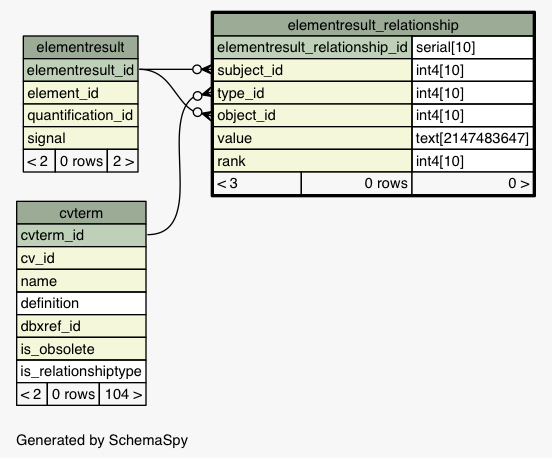 elementresult
elementresult_id
element_id
quantification_id
signal
< 2 0 rows 2 >
elementresult_relationship
elementresult_relationship_id serial[10]
subject_id int4[10]
type_id int4[10]
object_id int4[10]
value text[2147483647]
rank int4[10]
< 3 0 rows 0 >
cvterm
cvterm_id
cv_id
name
definition
dbxref_id
is_obsolete
is_relationshiptype
< 2 0 rows 104 >
Generated by SchemaSpy